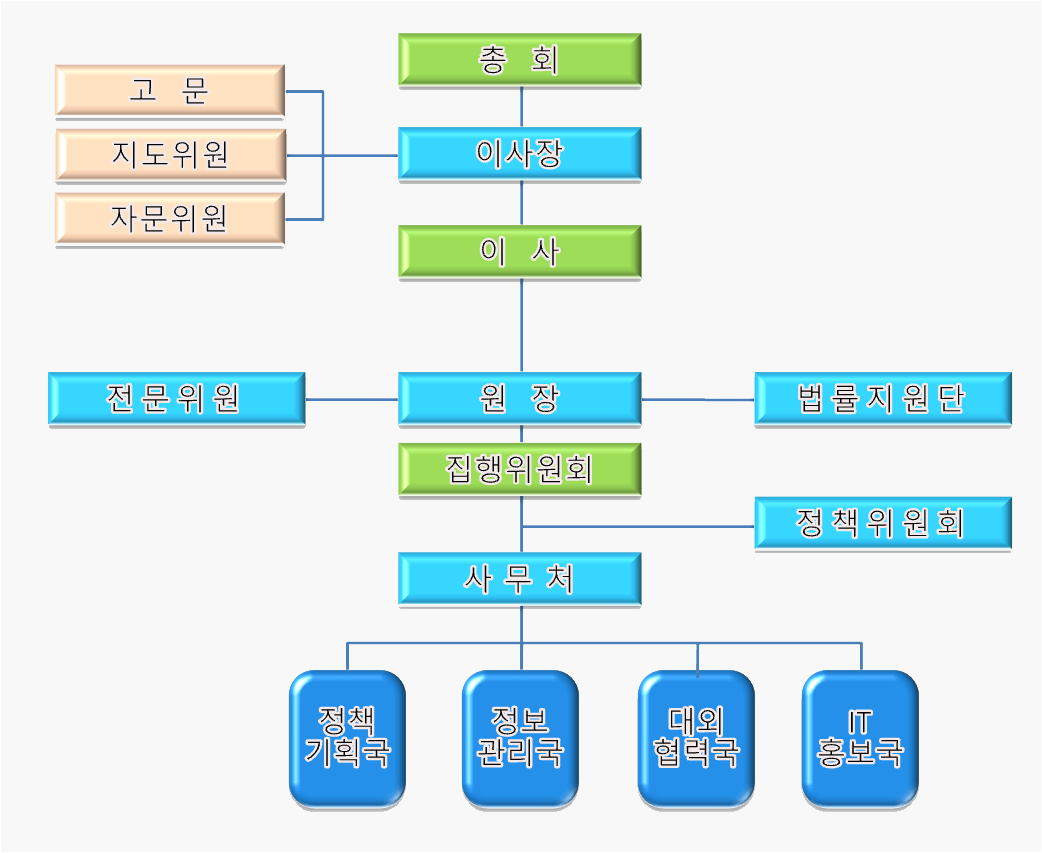 총 회
고 문
이사장
지도위원
자문위원
이 사
전문위원
원 장
법률지원단
집행위원회
정책위원회
사무처
정책
기획국
정보
관리국
대외
협력국
IT
홍보국